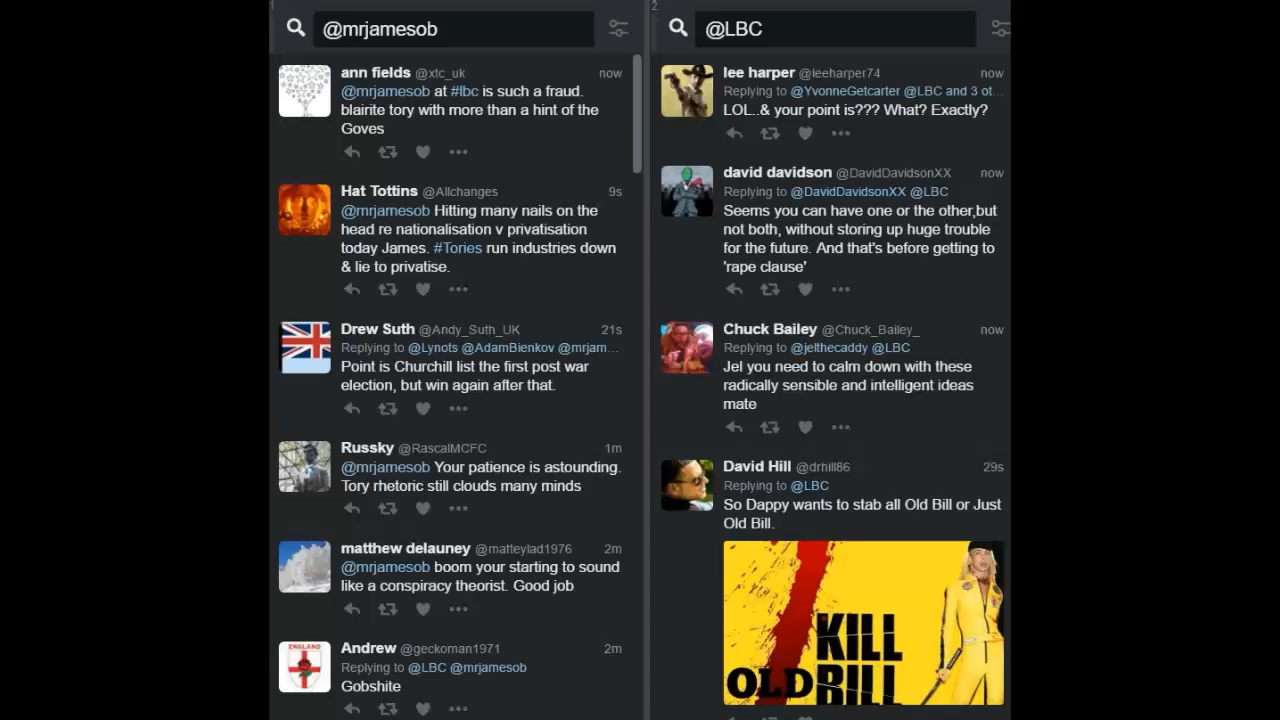 1
@mrjamesob
ann fields @xtc_uk now
@mrjamesob at #lbc is such a fraud.
blairite tory with more than a hint of the
Goves
Hat Tottins @Allchanges 9s
@mrjamesob Hitting many nails on the
head re nationalisation v privatisation
today James. #Tories run industries down
& lie to privatise.
Drew Suth @Andy_Suth_UK 21s
Replying to @Lynots @AdamBienkov @mrjam...
Point is Churchill list the first post war
election, but win again after that.
Russky @RascalMCFC 1m
@mrjamesob Your patience is astounding.
Tory rhetoric still clouds many minds
matthew delauney @matteylad1976 2m
@mrjamesob boom your starting to sound
like a conspiracy theorist. Good job
ENGLAND
Andrew @geckoman1971 2m
Replying to @LBC @mrjamesob
Gobshite
2
@LBC
lee harper @leeharper74 now
Replying to @YvonneGetcarter @LBC and 3 ot...
LOL..& your point is??? What? Exactly?
david davidson @DavidDavidsonXX now
Replying to @DavidDavidsonXX @LBC
Seems you can have one or the other,but
not both, without storing up huge trouble
for the future. And that's before getting to
'rape clause'
Chuck Bailey @Chuck_Bailey_ now
Replying to @jelthecaddy @LBC
Jel you need to calm down with these
radically sensible and intelligent ideas
mate
David Hill @drhill86 29s
Replying to @LBC
So Dappy wants to stab all Old Bill or Just
Old Bill.
KILL
OLD BILL